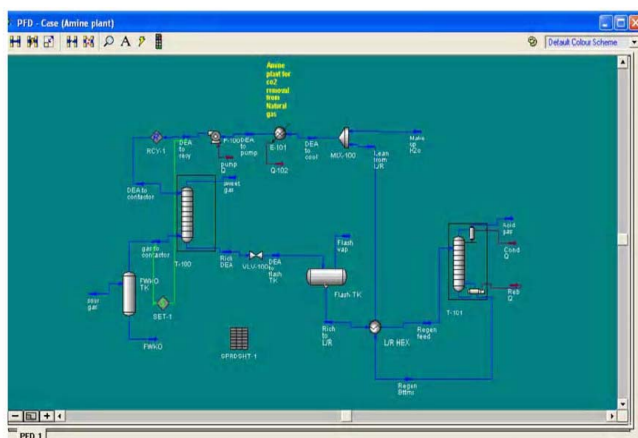 PFD - Case (Amine plant)
Default Colour Scheme
Amine
plant for
co2
removal
from
Natural
gas
RCY-1
DEA
to
recy
P-100
DEA
to
pump
pump
Q
E-101
Q-102
DEA
to
cool
MIX-100
Make
up
H2o
Lean
from
L/R
DEA to
contactor
sweet
gas
gas to
contactor
T-100
Rich
DEA
VLV-100
DEA
to
flash
TK
Flash
vap
Flash TK
Acid
gas
Cond
Q
Reb
Q
T-101
sour
gas
FWKO
TK
SET-1
FWKO
SPRDSHT-1
Rich
to
L/R
L/R HEX
Regen
feed
Regen
Bttms
PFD 1